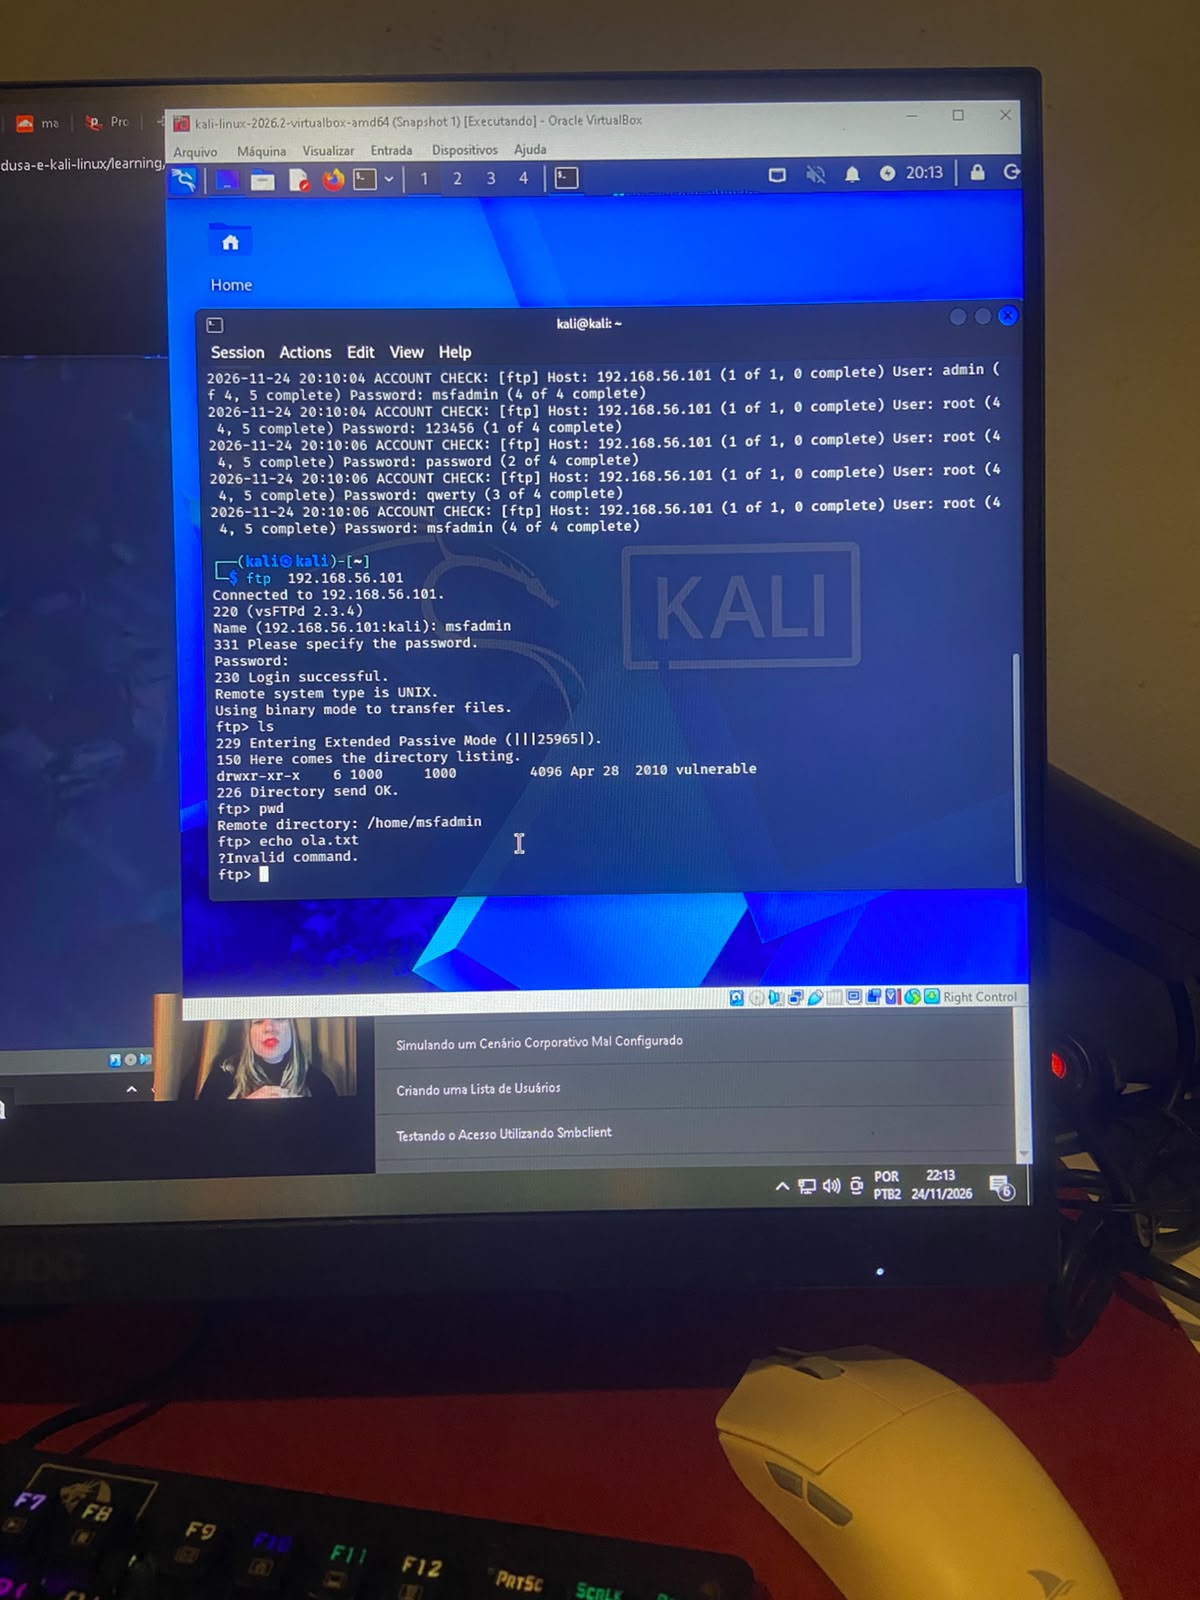 ma
Pro
kali-linux-2026.2-virtualbox-amd64 (Snapshot 1) [Executando] - Oracle VirtualBox
dusa-e-kali-linux/learning/
Arquivo Máquina Visualizar Entrada Dispositivos Ajuda
1 2 3 4
20:13
Home
kali@kali: ~
Session Actions Edit View Help
2026-11-24 20:10:04 ACCOUNT CHECK: [ftp] Host: 192.168.56.101 (1 of 1, 0 complete) User: admin (
f 4, 5 complete) Password: msfadmin (4 of 4 complete)
2026-11-24 20:10:04 ACCOUNT CHECK: [ftp] Host: 192.168.56.101 (1 of 1, 0 complete) User: root (4
4, 5 complete) Password: 123456 (1 of 4 complete)
2026-11-24 20:10:06 ACCOUNT CHECK: [ftp] Host: 192.168.56.101 (1 of 1, 0 complete) User: root (4
4, 5 complete) Password: password (2 of 4 complete)
2026-11-24 20:10:06 ACCOUNT CHECK: [ftp] Host: 192.168.56.101 (1 of 1, 0 complete) User: root (4
4, 5 complete) Password: qwerty (3 of 4 complete)
2026-11-24 20:10:06 ACCOUNT CHECK: [ftp] Host: 192.168.56.101 (1 of 1, 0 complete) User: root (4
4, 5 complete) Password: msfadmin (4 of 4 complete)
(kali㉿kali)-[~]
$ ftp 192.168.56.101
Connected to 192.168.56.101.
220 (vsFTPd 2.3.4)
Name (192.168.56.101:kali): msfadmin
331 Please specify the password.
Password:
230 Login successful.
Remote system type is UNIX.
Using binary mode to transfer files.
ftp> ls
229 Entering Extended Passive Mode (|||25965|).
150 Here comes the directory listing.
drwxr-xr-x 6 1000 1000 4096 Apr 28 2010 vulnerable
226 Directory send OK.
ftp> pwd
Remote directory: /home/msfadmin
ftp> echo ola.txt
?Invalid command.
ftp>
KALI
Right Control
Simulando um Cenário Corporativo Mal Configurado
Criando uma Lista de Usuários
Testando o Acesso Utilizando Smbclient
POR 22:13
PTB2 24/11/2026
6
F7 F8 F9 F10 F11 F12 PRTSC SCRLK